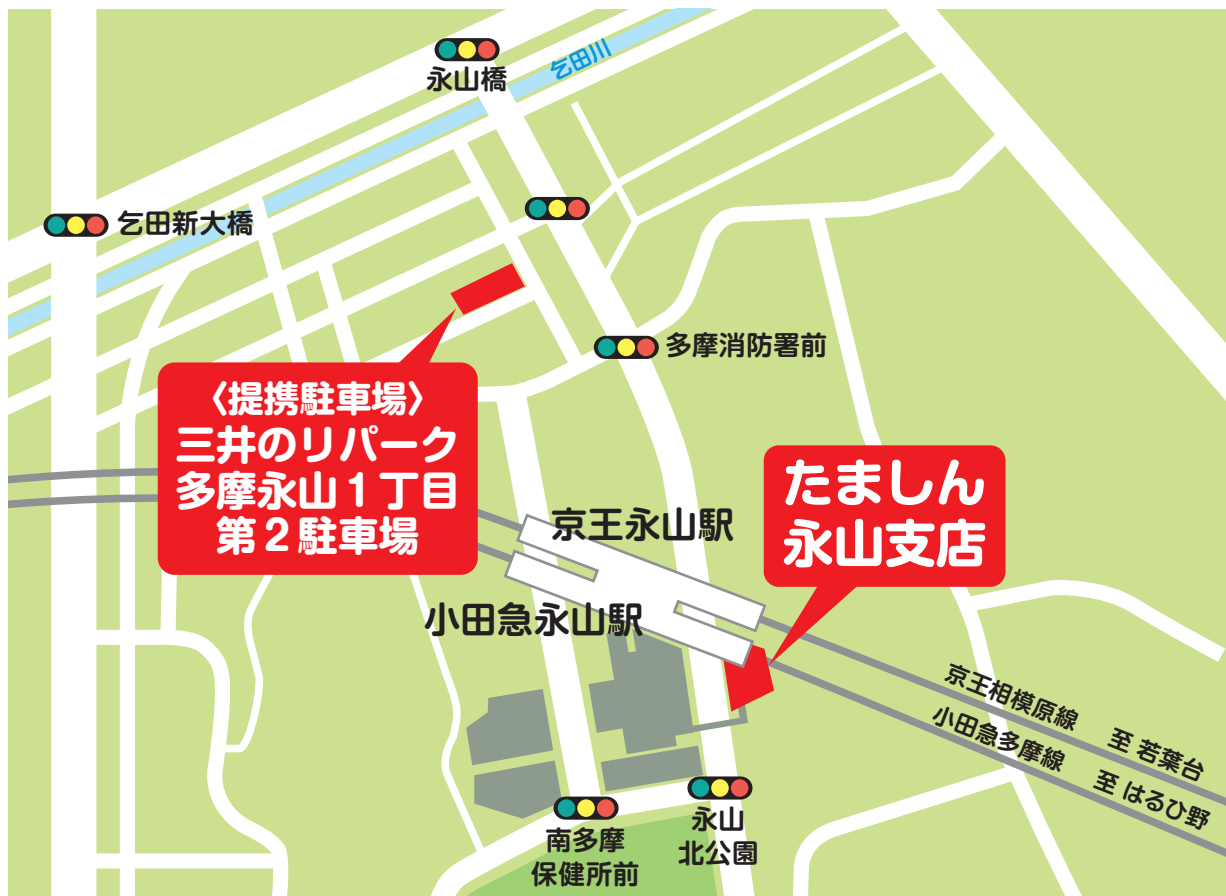 永山橋
乞田川
乞田新大橋
多摩消防署前
〈提携駐車場〉
三井のリパーク
多摩永山1丁目
第2駐車場
たましん
永山支店
京王永山駅
小田急永山駅
京王相模原線 至 若葉台
小田急多摩線 至 はるひ野
永山
北公園
南多摩
保健所前